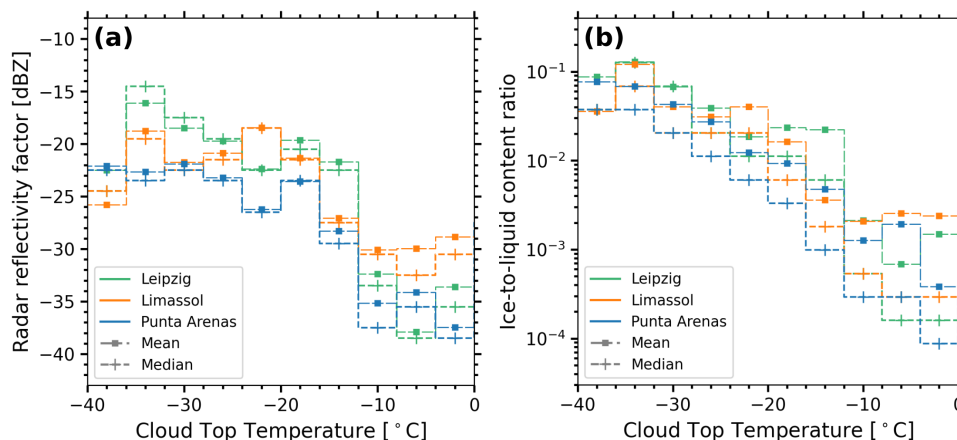 (a)
Radar reflectivity factor [dBZ]
−10
−15
−20
−25
−30
−35
−40
Leipzig
Limassol
Punta Arenas
Mean
Median
−40
−30
−20
−10
0
Cloud Top Temperature [°C]
(b)
Ice-to-liquid content ratio
10⁻¹
10⁻²
10⁻³
10⁻⁴
Leipzig
Limassol
Punta Arenas
Mean
Median
−40
−30
−20
−10
0
Cloud Top Temperature [°C]